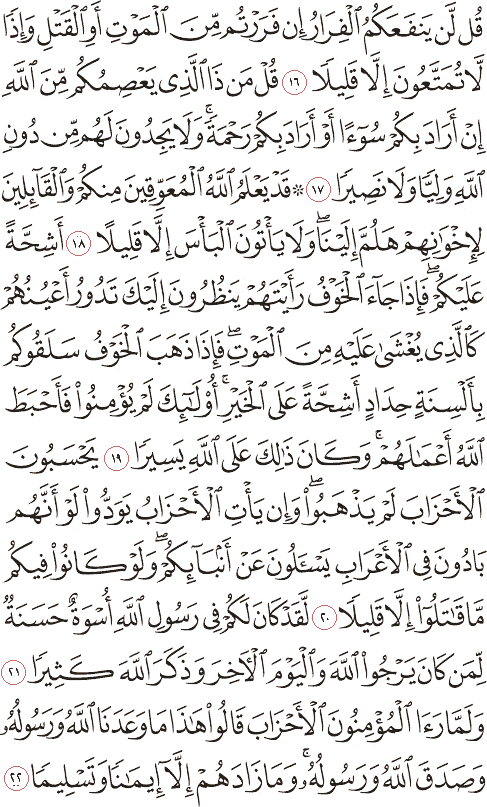 قُل لَّن يَنفَعَكُمُ ٱلْفِرَارُ إِن فَرَرْتُم مِّنَ ٱلْمَوْتِ أَوِ ٱلْقَتْلِ وَإِذًا
لَّا تُمَتَّعُونَ إِلَّا قَلِيلًا ١٦ قُلْ مَن ذَا ٱلَّذِى يَعْصِمُكُم مِّنَ ٱللَّهِ
إِنْ أَرَادَ بِكُمْ سُوٓءًا أَوْ أَرَادَ بِكُمْ رَحْمَةً ۚ وَلَا يَجِدُونَ لَهُم مِّن دُونِ
ٱللَّهِ وَلِيًّا وَلَا نَصِيرًا ١٧ ۞ قَدْ يَعْلَمُ ٱللَّهُ ٱلْمُعَوِّقِينَ مِنكُمْ وَٱلْقَآئِلِينَ
لِإِخْوَٰنِهِمْ هَلُمَّ إِلَيْنَا ۖ وَلَا يَأْتُونَ ٱلْبَأْسَ إِلَّا قَلِيلًا ١٨ أَشِحَّةً
عَلَيْكُمْ ۖ فَإِذَا جَآءَ ٱلْخَوْفُ رَأَيْتَهُمْ يَنظُرُونَ إِلَيْكَ تَدُورُ أَعْيُنُهُمْ
كَٱلَّذِى يُغْشَىٰ عَلَيْهِ مِنَ ٱلْمَوْتِ ۖ فَإِذَا ذَهَبَ ٱلْخَوْفُ سَلَقُوكُم
بِأَلْسِنَةٍ حِدَادٍ أَشِحَّةً عَلَى ٱلْخَيْرِ ۚ أُو۟لَٰٓئِكَ لَمْ يُؤْمِنُوا۟ فَأَحْبَطَ
ٱللَّهُ أَعْمَٰلَهُمْ ۚ وَكَانَ ذَٰلِكَ عَلَى ٱللَّهِ يَسِيرًا ١٩ يَحْسَبُونَ
ٱلْأَحْزَابَ لَمْ يَذْهَبُوا۟ ۖ وَإِن يَأْتِ ٱلْأَحْزَابُ يَوَدُّوا۟ لَوْ أَنَّهُم
بَادُونَ فِى ٱلْأَعْرَابِ يَسْـَٔلُونَ عَنْ أَنۢبَآئِكُمْ ۖ وَلَوْ كَانُوا۟ فِيكُم
مَّا قَٰتَلُوٓا۟ إِلَّا قَلِيلًا ٢٠ لَّقَدْ كَانَ لَكُمْ فِى رَسُولِ ٱللَّهِ أُسْوَةٌ حَسَنَةٌ
لِّمَن كَانَ يَرْجُوا۟ ٱللَّهَ وَٱلْيَوْمَ ٱلْـَٔاخِرَ وَذَكَرَ ٱللَّهَ كَثِيرًا ٢١
وَلَمَّا رَءَا ٱلْمُؤْمِنُونَ ٱلْأَحْزَابَ قَالُوا۟ هَٰذَا مَا وَعَدَنَا ٱللَّهُ وَرَسُولُهُۥ
وَصَدَقَ ٱللَّهُ وَرَسُولُهُۥ ۚ وَمَا زَادَهُمْ إِلَّآ إِيمَٰنًا وَتَسْلِيمًا ٢٢